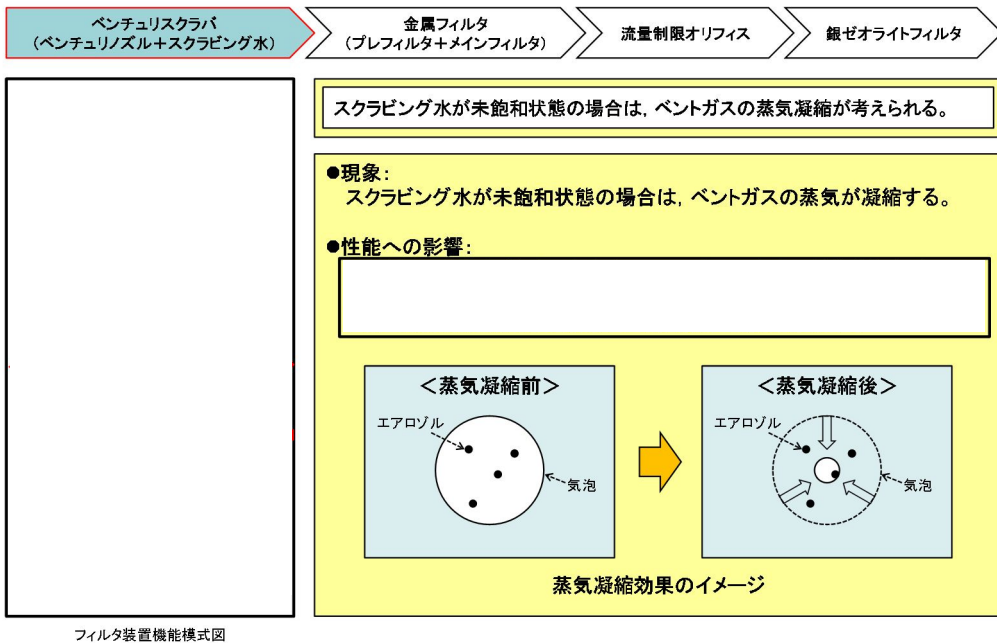 ベンチュリスクラバ
(ベンチュリノズル＋スクラビング水)
金属フィルタ
(プレフィルタ＋メインフィルタ)
流量制限オリフィス
銀ゼオライトフィルタ
スクラビング水が未飽和状態の場合は，ベントガスの蒸気凝縮が考えられる。
●現象：
スクラビング水が未飽和状態の場合は，ベントガスの蒸気が凝縮する。
●性能への影響：
＜蒸気凝縮前＞
エアロゾル
気泡
＜蒸気凝縮後＞
エアロゾル
気泡
蒸気凝縮効果のイメージ
フィルタ装置機能模式図